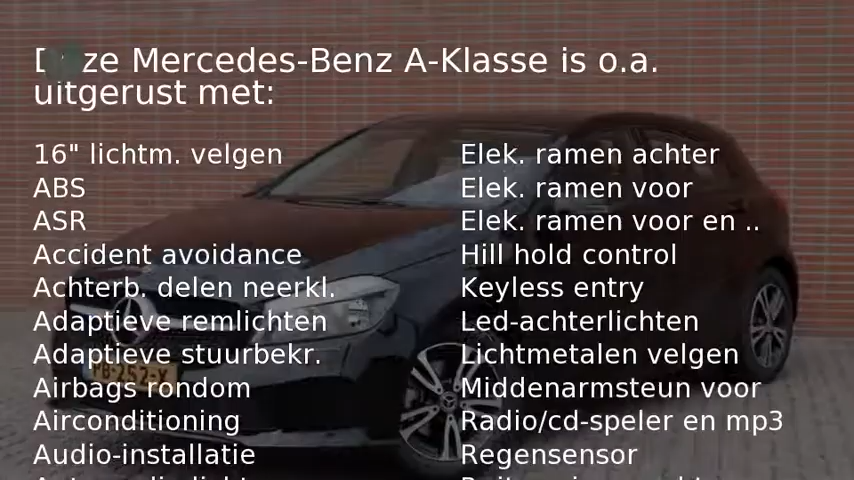 Deze Mercedes-Benz A-Klasse is o.a.
uitgerust met:
16" lichtm. velgen
ABS
ASR
Accident avoidance
Achterb. delen neerkl.
Adaptieve remlichten
Adaptieve stuurbekr.
Airbags rondom
Airconditioning
Audio-installatie
Elek. ramen achter
Elek. ramen voor
Elek. ramen voor en ..
Hill hold control
Keyless entry
Led-achterlichten
Lichtmetalen velgen
Middenarmsteun voor
Radio/cd-speler en mp3
Regensensor